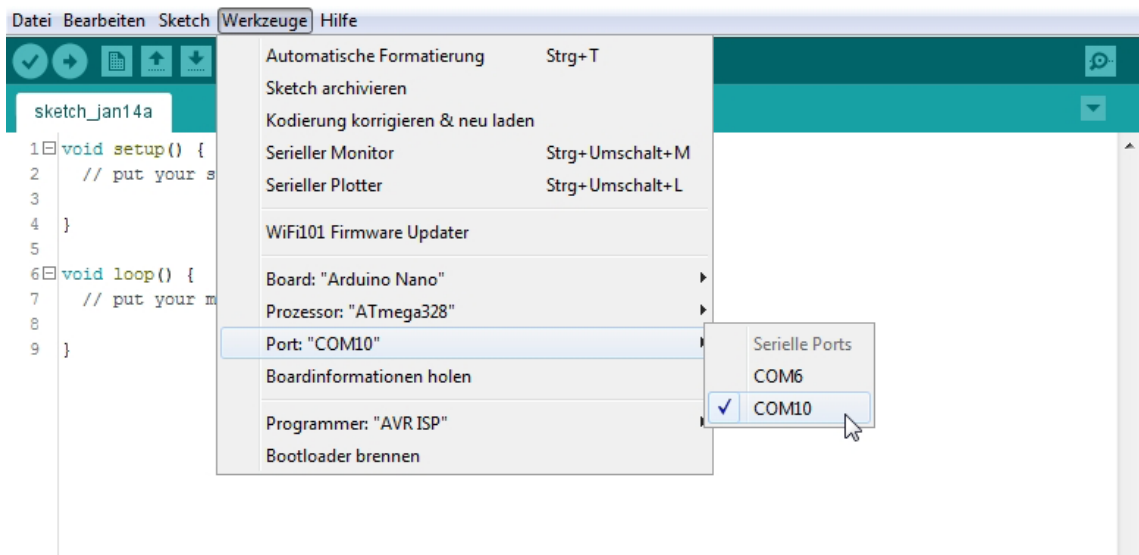 Datei Bearbeiten Sketch Werkzeuge Hilfe
Automatische Formatierung Strg+T
Sketch archivieren
Kodierung korrigieren & neu laden
Serieller Monitor Strg+Umschalt+M
Serieller Plotter Strg+Umschalt+L
WiFi101 Firmware Updater
Board: "Arduino Nano"
Prozessor: "ATmega328"
Port: "COM10"
Boardinformationen holen
Programmer: "AVR ISP"
Bootloader brennen
Serielle Ports
COM6
COM10
sketch_jan14a
1 void setup() {
2 // put your s
3
4 }
5
6 void loop() {
7 // put your m
8
9 }